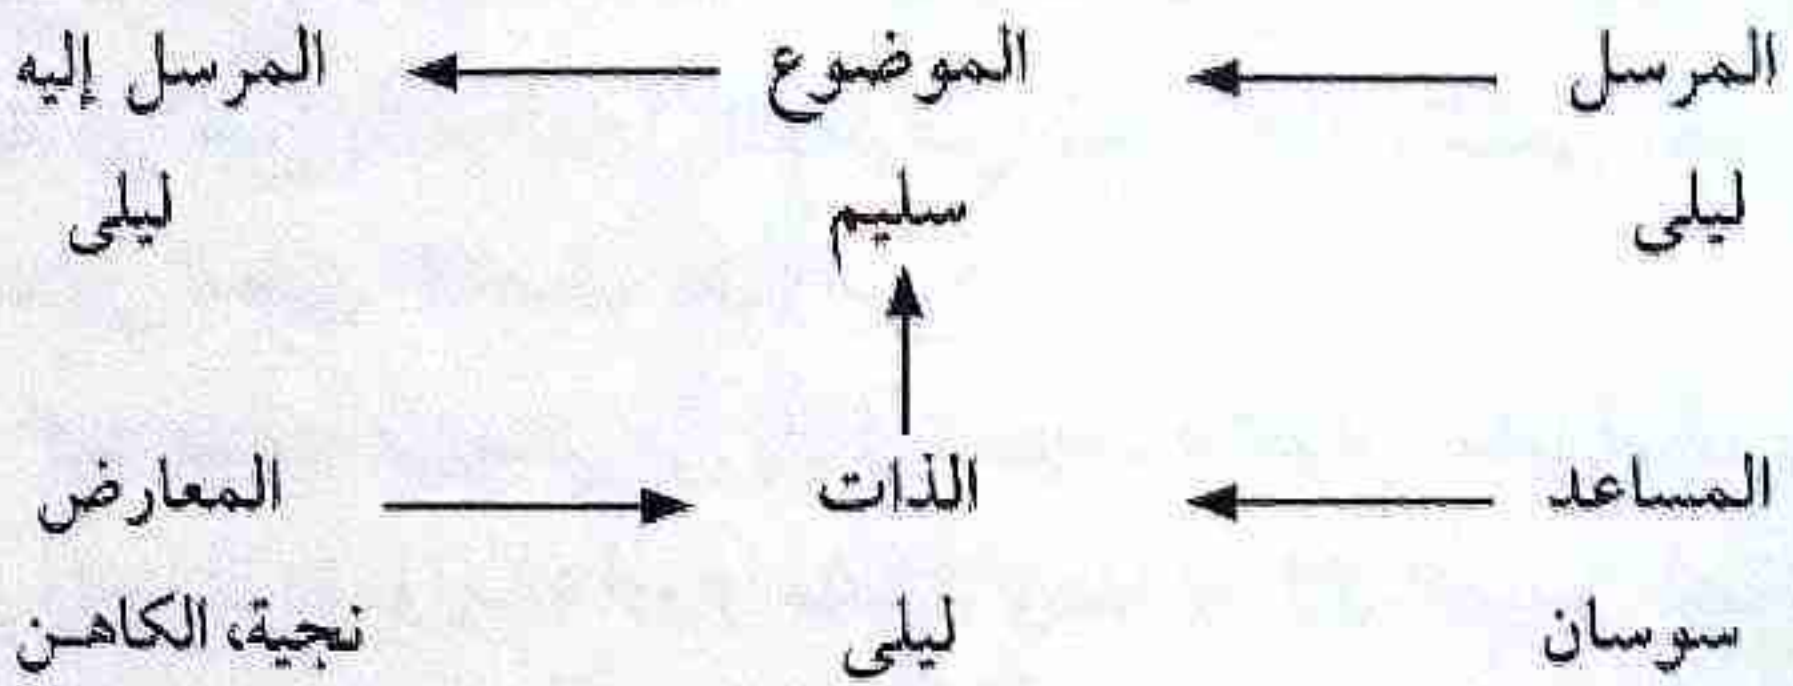 المرسل الموضوع المرسل إليه
ليلى سليم ليلى
المساعد الذات المعارض
سوسان ليلى نجية، الكاهن